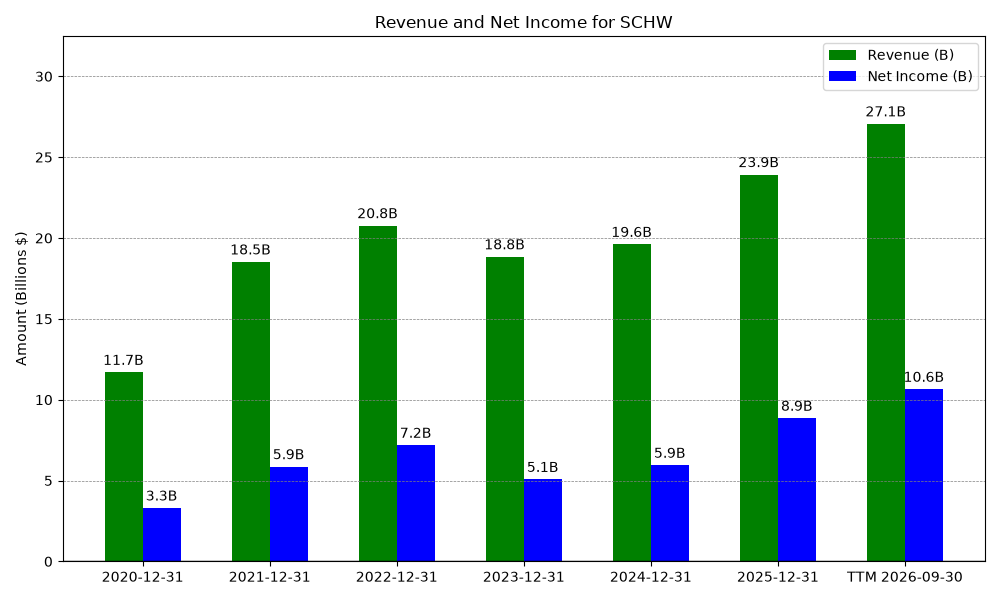 Revenue and Net Income for SCHW
Revenue (B)
Net Income (B)
Amount (Billions $)
30
25
20
15
10
5
0
11.7B
3.3B
18.5B
5.9B
20.8B
7.2B
18.8B
5.1B
19.6B
5.9B
23.9B
8.9B
27.1B
10.6B
2020-12-31
2021-12-31
2022-12-31
2023-12-31
2024-12-31
2025-12-31
TTM 2026-09-30